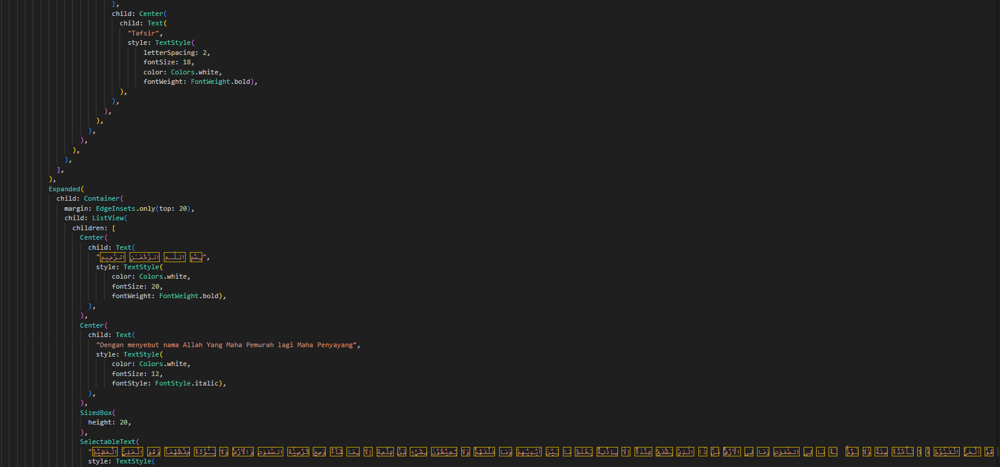 },
child: Center(
child: Text(
"Tafsir",
style: TextStyle(
letterSpacing: 2,
fontSize: 18,
color: Colors.white,
fontWeight: FontWeight.bold),
),
),
),
),
),
),
),
),
],
),
Expanded(
child: Container(
margin: EdgeInsets.only(top: 20),
child: ListView(
children: [
Center(
child: Text(
"بِسْمِ اللَّـهِ الرَّحْمَـٰنِ الرَّحِيمِ",
style: TextStyle(
color: Colors.white,
fontSize: 20,
fontWeight: FontWeight.bold),
),
),
Center(
child: Text(
"Dengan menyebut nama Allah Yang Maha Pemurah lagi Maha Penyayang",
style: TextStyle(
color: Colors.white,
fontSize: 12,
fontStyle: FontStyle.italic),
),
),
SizedBox(
height: 20,
),
SelectableText(
"هُوَۚ اَلْحَيُّ الْقَيُّوْمُ ەۚ لَا تَأْخُذُهٗ سِنَةٌ وَّلَا نَوْمٌۗ لَهٗ مَا فِى السَّمٰوٰتِ وَمَا فِى الْاَرْضِۗ مَنْ ذَا الَّذِيْ يَشْفَعُ عِنْدَهٗٓ اِلَّا بِاِذْنِهٖۗ يَعْلَمُ مَا بَيْنَ اَيْدِيْهِمْ وَمَا خَلْفَهُمْۚ وَلَا يُحِيْطُوْنَ بِشَيْءٍ مِّنْ عِلْمِهٖٓ اِلَّا بِمَا شَاۤءَۚ وَسِعَ كُرْسِيُّهُ السَّمٰوٰتِ وَالْاَرْضَۚ وَلَا يَـُٔوْدُهٗ حِفْظُهُمَاۚ وَهُوَ الْعَلِيُّ الْعَظِيْمُ
style: TextStyle(